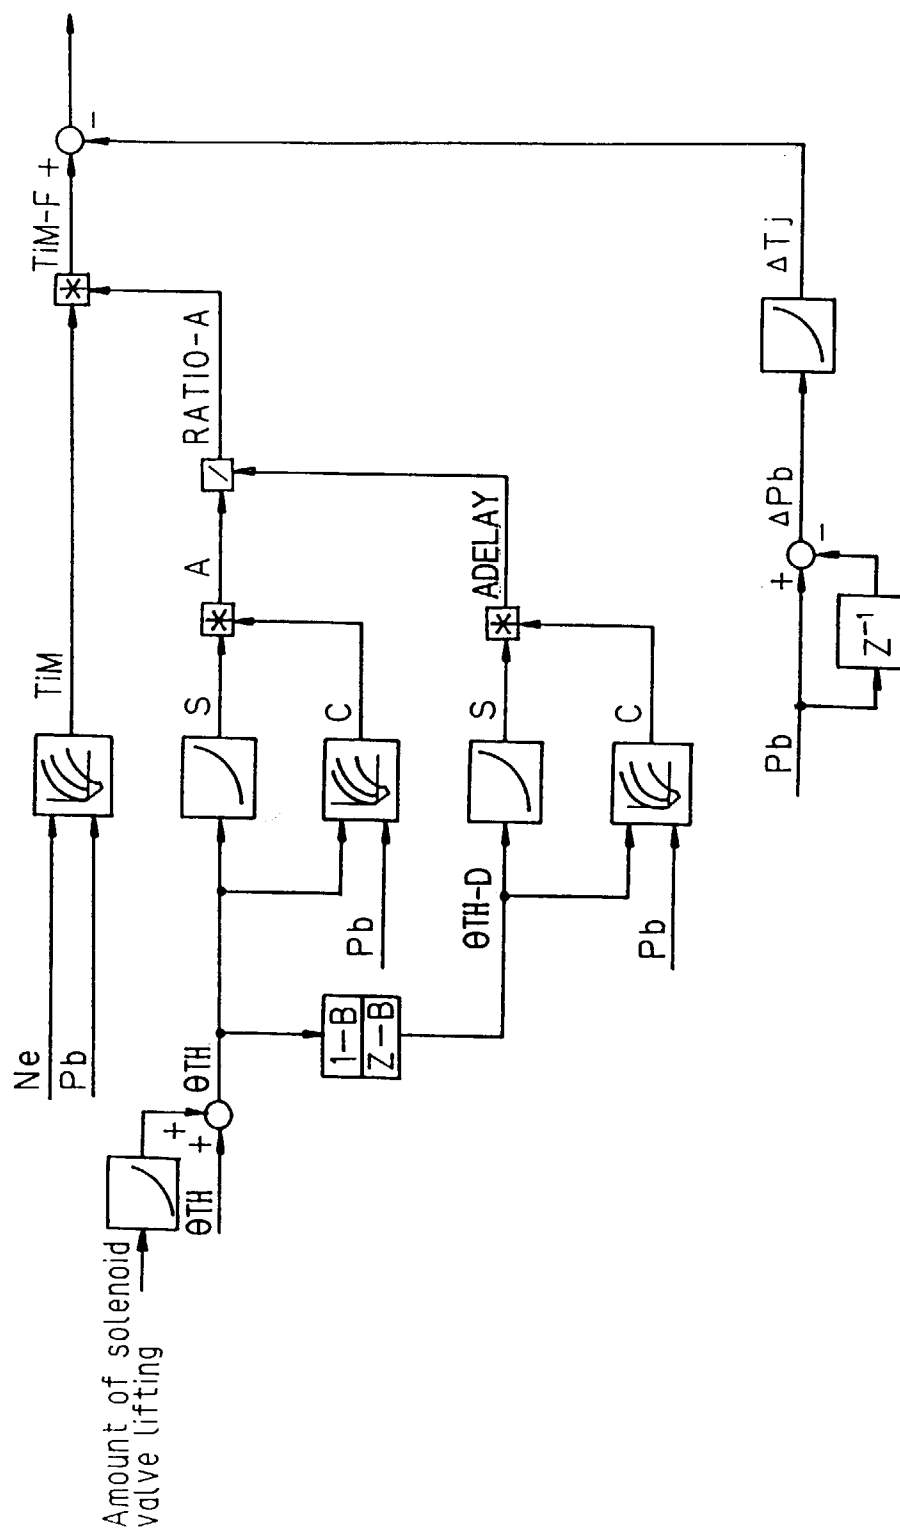 Ne
Pb
TiM
TiM-F
+
-
Amount of solenoid
valve lifting
θTH
+
+
θTH
S
*
A
/
RATIO-A
*
Pb
C
1-B
Z-B
θTH-D
S
*
ADELAY
Pb
C
Pb
Z-1
+
-
ΔPb
ΔTj